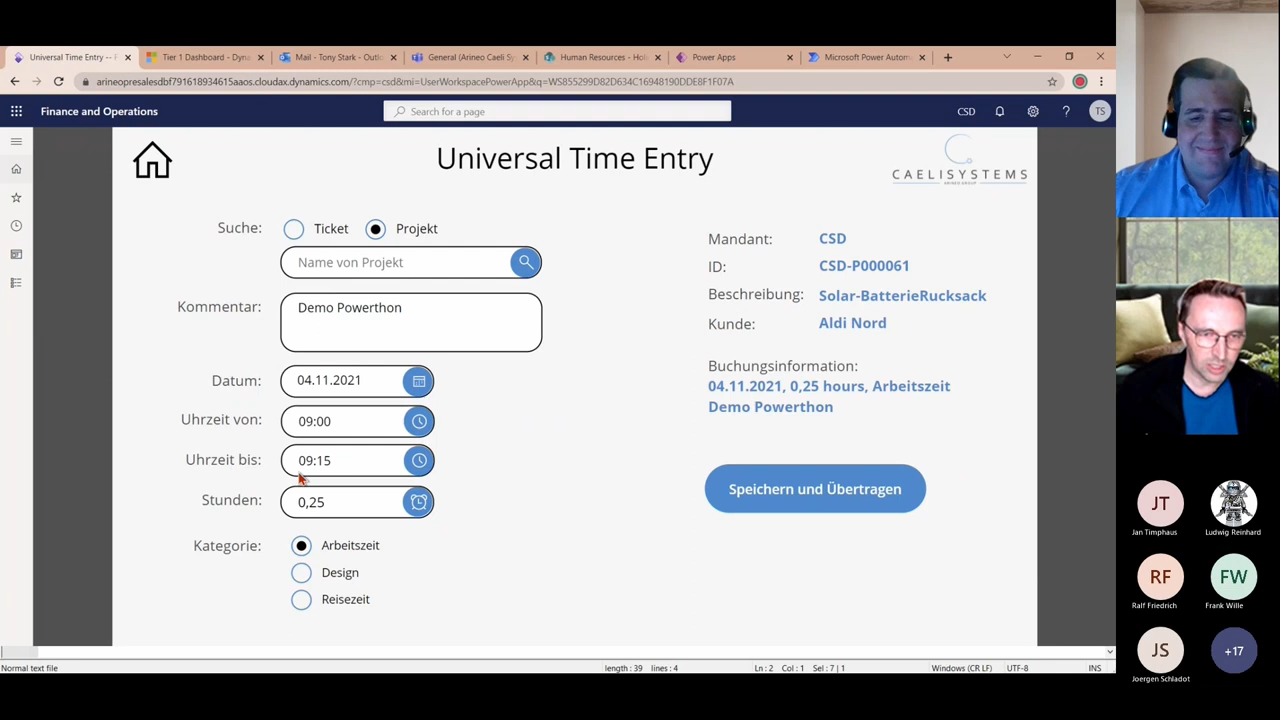 Universal Time Entry -- F
Tier 1 Dashboard - Dyna
Mail - Tony Stark - Outlo
General (Arineo Caeli Sy
Human Resources - Holi
Power Apps
Microsoft Power Automa
arineopresalesdbf791618934615aaos.cloudax.dynamics.com/?cmp=csd&mi=UserWorkspacePowerApp&q=WS855299D82D634C16948190DDE8F1F07A
Finance and Operations
Search for a page
CSD
TS
Universal Time Entry
CAELISYSTEMS
ARINEO GROUP
Suche: Ticket Projekt
Name von Projekt
Kommentar: Demo Powerthon
Datum: 04.11.2021
Uhrzeit von: 09:00
Uhrzeit bis: 09:15
Stunden: 0,25
Kategorie: Arbeitszeit
Design
Reisezeit
Mandant: CSD
ID: CSD-P000061
Beschreibung: Solar-BatterieRucksack
Kunde: Aldi Nord
Buchungsinformation:
04.11.2021, 0,25 hours, Arbeitszeit
Demo Powerthon
Speichern und Übertragen
Normal text file
length : 39 lines : 4
Ln : 2 Col : 1 Sel : 7 | 1
Windows (CR LF)
UTF-8
INS
JT
Jan Timphaus
Ludwig Reinhard
RF
Ralf Friedrich
FW
Frank Wille
JS
Joergen Schladot
+17